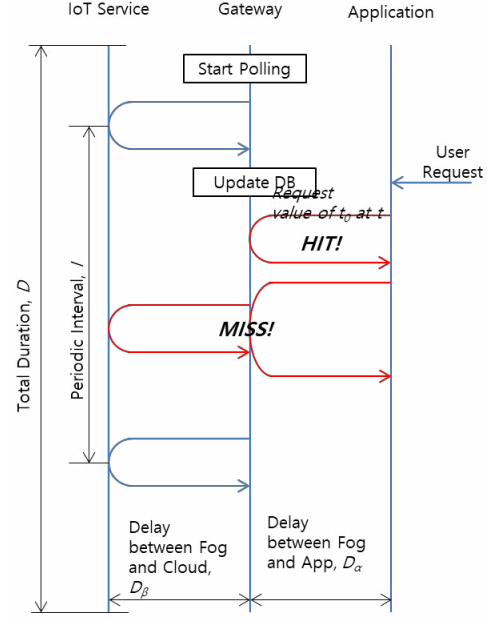 IoT Service Gateway Application
Start Polling
User
Request
Update DB
Request
value of t₀ at t
HIT!
MISS!
Total Duration, D
Periodic Interval, I
Delay
between Fog
and Cloud,
Dᵦ
Delay
between Fog
and App, Dα